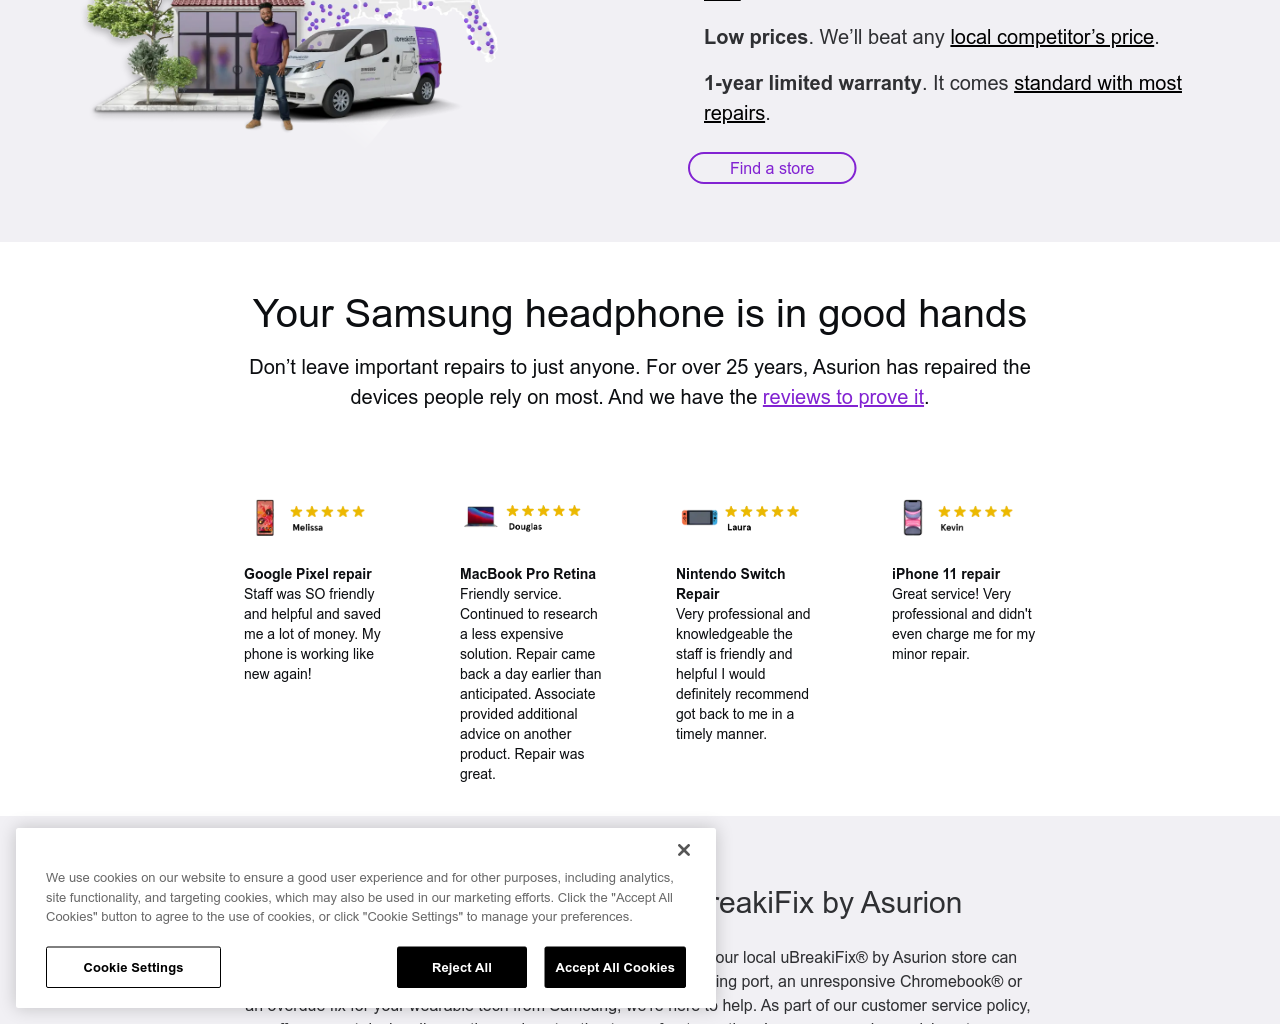 Low prices. We’ll beat any local competitor’s price.
1-year limited warranty. It comes standard with most
repairs.
Find a store
Your Samsung headphone is in good hands
Don’t leave important repairs to just anyone. For over 25 years, Asurion has repaired the
devices people rely on most. And we have the reviews to prove it.
Melissa
Google Pixel repair
Staff was SO friendly
and helpful and saved
me a lot of money. My
phone is working like
new again!
Douglas
MacBook Pro Retina
Friendly service.
Continued to research
a less expensive
solution. Repair came
back a day earlier than
anticipated. Associate
provided additional
advice on another
product. Repair was
great.
Laura
Nintendo Switch
Repair
Very professional and
knowledgeable the
staff is friendly and
helpful I would
definitely recommend
got back to me in a
timely manner.
Kevin
iPhone 11 repair
Great service! Very
professional and didn't
even charge me for my
minor repair.
We use cookies on our website to ensure a good user experience and for other purposes, including analytics,
site functionality, and targeting cookies, which may also be used in our marketing efforts. Click the "Accept All
Cookies" button to agree to the use of cookies, or click "Cookie Settings" to manage your preferences.
Cookie Settings
Reject All
Accept All Cookies
reakiFix by Asurion
our local uBreakiFix® by Asurion store can
ing port, an unresponsive Chromebook® or
help. As part of our customer service policy,